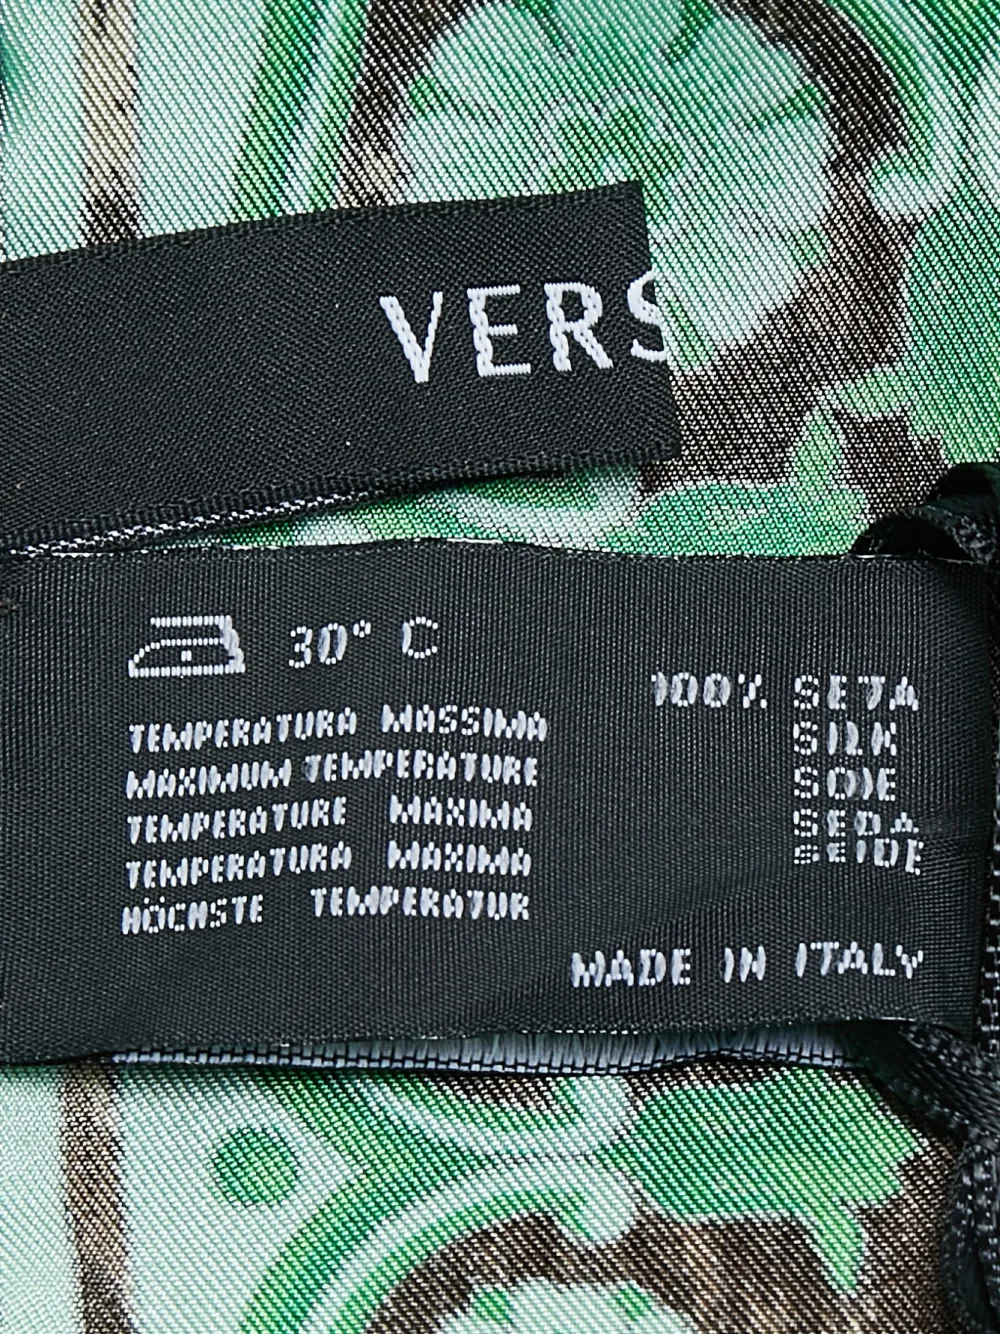 VERS
30° C
TEMPERATURA MASSIMA
MAXIMUM TEMPERATURE
TEMPERATURE MAXIMA
TEMPERATURA MAXIMA
HÖCHSTE TEMPERATUR
100% SETA
SILK
SOIE
SEDA
SEIDE
MADE IN ITALY